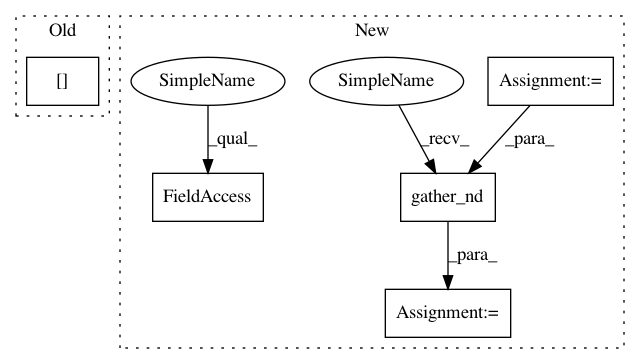 Old
New
[]
SimpleName
SimpleName
Assignment:=
_qual_
_recv_
_para_
FieldAccess
gather_nd
_para_
Assignment:=